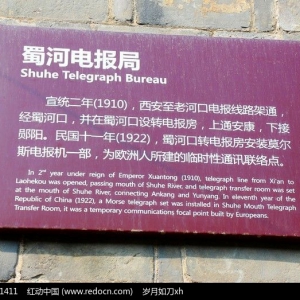 蜀河电报局
Shuhe Telegraph Bureau
宣统二年(1910)，西安至老河口电报线路架通，
经蜀河口，并在蜀河口设转电报房，上通安康，下接
郧阳。民国十一年(1922)，蜀河口转电报房安装莫尔
斯电报机一部，为欧洲人所建的临时性通讯联络点。
In 2nd year under reign of Emperor Xuantong (1910), telegraph line from Xi'an to
Laohekou was opened, passing mouth of Shuhe River, and telegraph transfer room was set
at the mouth of Shuhe River, connecting Ankang and Yunyang. In eleventh year of the
Republic of China (1922), a Morse telegraph set was installed in Shuhe Mouth Telegraph
Transfer Room, it was a temporary communications focal point built by Europeans.
1411 红动中国 (www.redocn.com) 岁月如刀xh